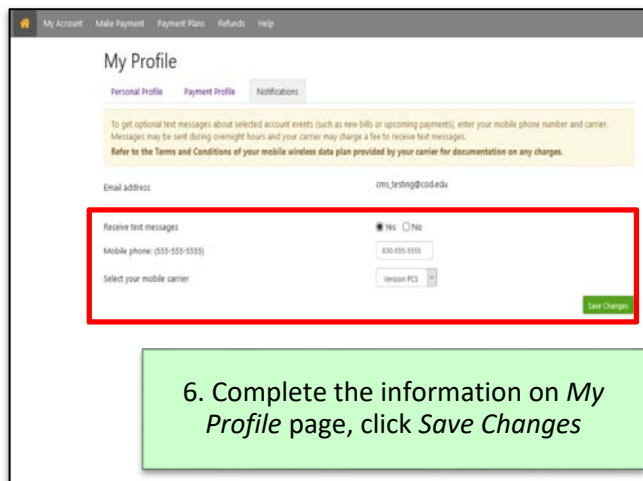 My Account Make Payment Payment Plans Refunds Help
My Profile
Personal Profile Payment Profile Notifications
To get optional text messages about selected account events (such as new bills or upcoming payments), enter your mobile phone number and carrier.
Messages may be sent during overnight hours and your carrier may charge a fee to receive text messages.
Refer to the Terms and Conditions of your mobile wireless data plan provided by your carrier for documentation on any charges.
Email address cms_testing@cod.edu
Receive text messages Yes No
Mobile phone: (555-555-5555) 630-555-5555
Select your mobile carrier Verizon PCS
Save Changes
6. Complete the information on My
Profile page, click Save Changes